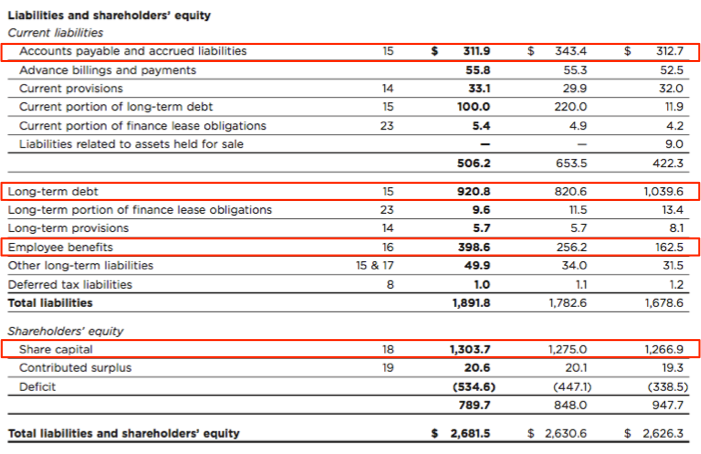 Liabilities and shareholders' equity
Current liabilities
Accounts payable and accrued liabilities 15 $ 311.9 $ 343.4 $ 312.7
Advance billings and payments 55.8 55.3 52.5
Current provisions 14 33.1 29.9 32.0
Current portion of long-term debt 15 100.0 220.0 11.9
Current portion of finance lease obligations 23 5.4 4.9 4.2
Liabilities related to assets held for sale — — 9.0
506.2 653.5 422.3
Long-term debt 15 920.8 820.6 1,039.6
Long-term portion of finance lease obligations 23 9.6 11.5 13.4
Long-term provisions 14 5.7 5.7 8.1
Employee benefits 16 398.6 256.2 162.5
Other long-term liabilities 15 & 17 49.9 34.0 31.5
Deferred tax liabilities 8 1.0 1.1 1.2
Total liabilities 1,891.8 1,782.6 1,678.6
Shareholders' equity
Share capital 18 1,303.7 1,275.0 1,266.9
Contributed surplus 19 20.6 20.1 19.3
Deficit (534.6) (447.1) (338.5)
789.7 848.0 947.7
Total liabilities and shareholders' equity $ 2,681.5 $ 2,630.6 $ 2,626.3